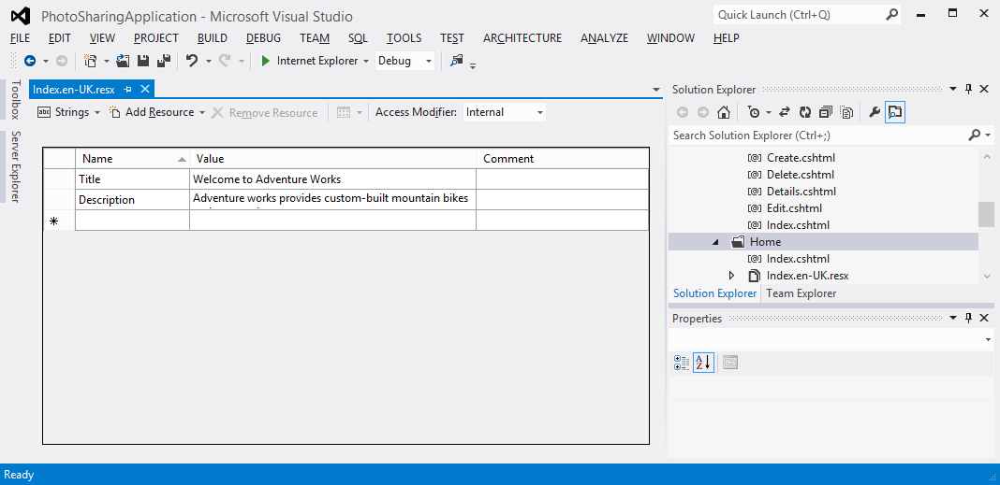 PhotoSharingApplication - Microsoft Visual Studio
Quick Launch (Ctrl+Q)
FILE EDIT VIEW PROJECT BUILD DEBUG TEAM SQL TOOLS TEST ARCHITECTURE ANALYZE WINDOW HELP
Internet Explorer Debug
Toolbox
Server Explorer
Index.en-UK.resx
abc Strings Add Resource Remove Resource Access Modifier: Internal
Name Value Comment
Title Welcome to Adventure Works
Description Adventure works provides custom-built mountain bikes
Solution Explorer
Search Solution Explorer (Ctrl+;)
[@] Create.cshtml
[@] Delete.cshtml
[@] Details.cshtml
[@] Edit.cshtml
[@] Index.cshtml
Home
[@] Index.cshtml
Index.en-UK.resx
Solution Explorer Team Explorer
Properties
A
Z
Ready